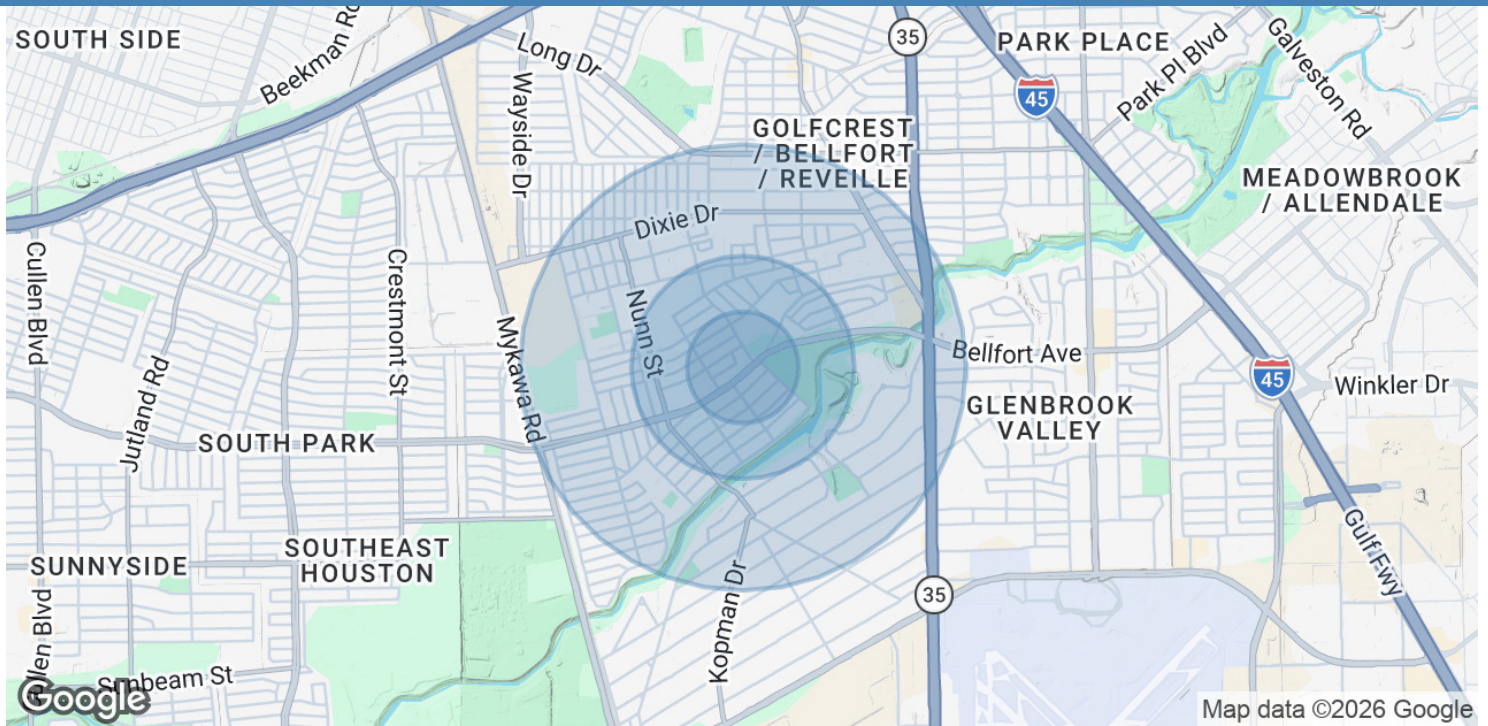 SOUTH SIDE
Beekman Rd
Long Dr
Wayside Dr
35
PARK PLACE
45
Park Pl Blvd
Galveston Rd
GOLFCREST
/ BELLFORT
/ REVEILLE
MEADOWBROOK
/ ALLENDALE
Dixie Dr
Cullen Blvd
Crestmont St
Nunn St
Mykawa Rd
Jutland Rd
Bellfort Ave
45
Winkler Dr
GLENBROOK
VALLEY
SOUTH PARK
SUNNYSIDE
SOUTHEAST
HOUSTON
Gulf Fwy
35
Kopman Dr
Cullen Blvd
Sunbeam St
Google
Map data ©2026 Google